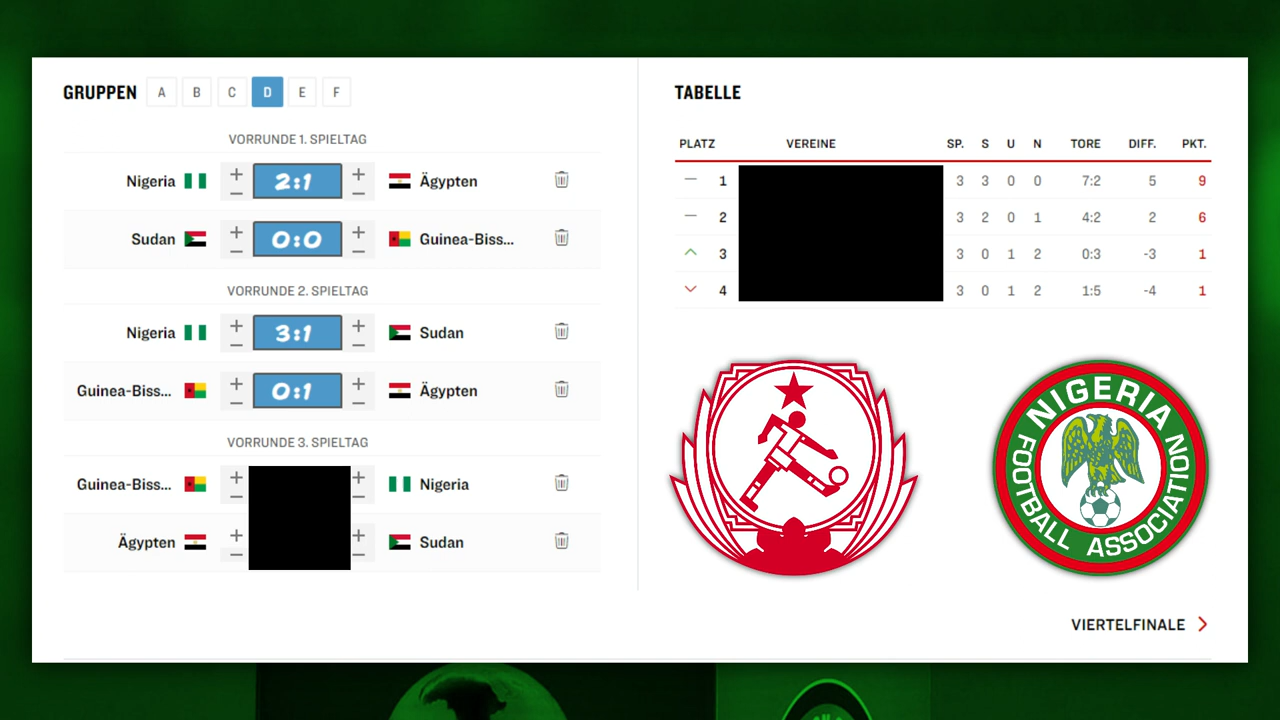 GRUPPEN A B C D E F
VORRUNDE 1. SPIELTAG
Nigeria + − 2:1 + − Ägypten
Sudan + − 0:0 + − Guinea-Biss...
VORRUNDE 2. SPIELTAG
Nigeria + − 3:1 + − Sudan
Guinea-Biss... + − 0:1 + − Ägypten
VORRUNDE 3. SPIELTAG
Guinea-Biss... + − + − Nigeria
Ägypten + − + − Sudan
TABELLE
PLATZ VEREINE SP. S U N TORE DIFF. PKT.
1 3 3 0 0 7:2 5 9
2 3 2 0 1 4:2 2 6
3 3 0 1 2 0:3 -3 1
4 3 0 1 2 1:5 -4 1
NIGERIA
FOOTBALL ASSOCIATION
VIERTELFINALE